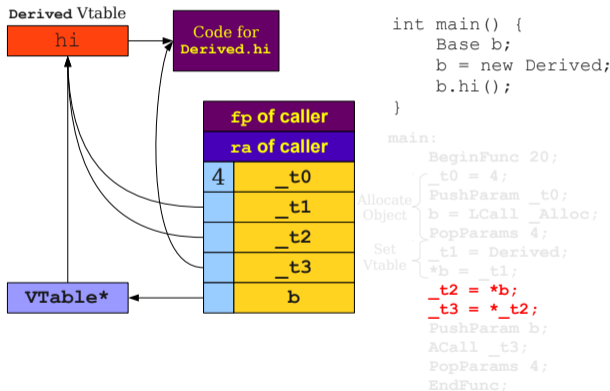 Derived Vtable
hi
Code for
Derived.hi
fp of caller
ra of caller
4 _t0
_t1
_t2
_t3
b
VTable*
int main() {
Base b;
b = new Derived;
b.hi();
}
main:
BeginFunc 20;
_t0 = 4;
PushParam _t0;
b = LCall _Alloc;
PopParams 4;
_t1 = Derived;
*b = _t1;
_t2 = *b;
_t3 = *_t2;
PushParam b;
ACall _t3;
PopParams 4;
EndFunc;
Allocate
Object
Set
Vtable